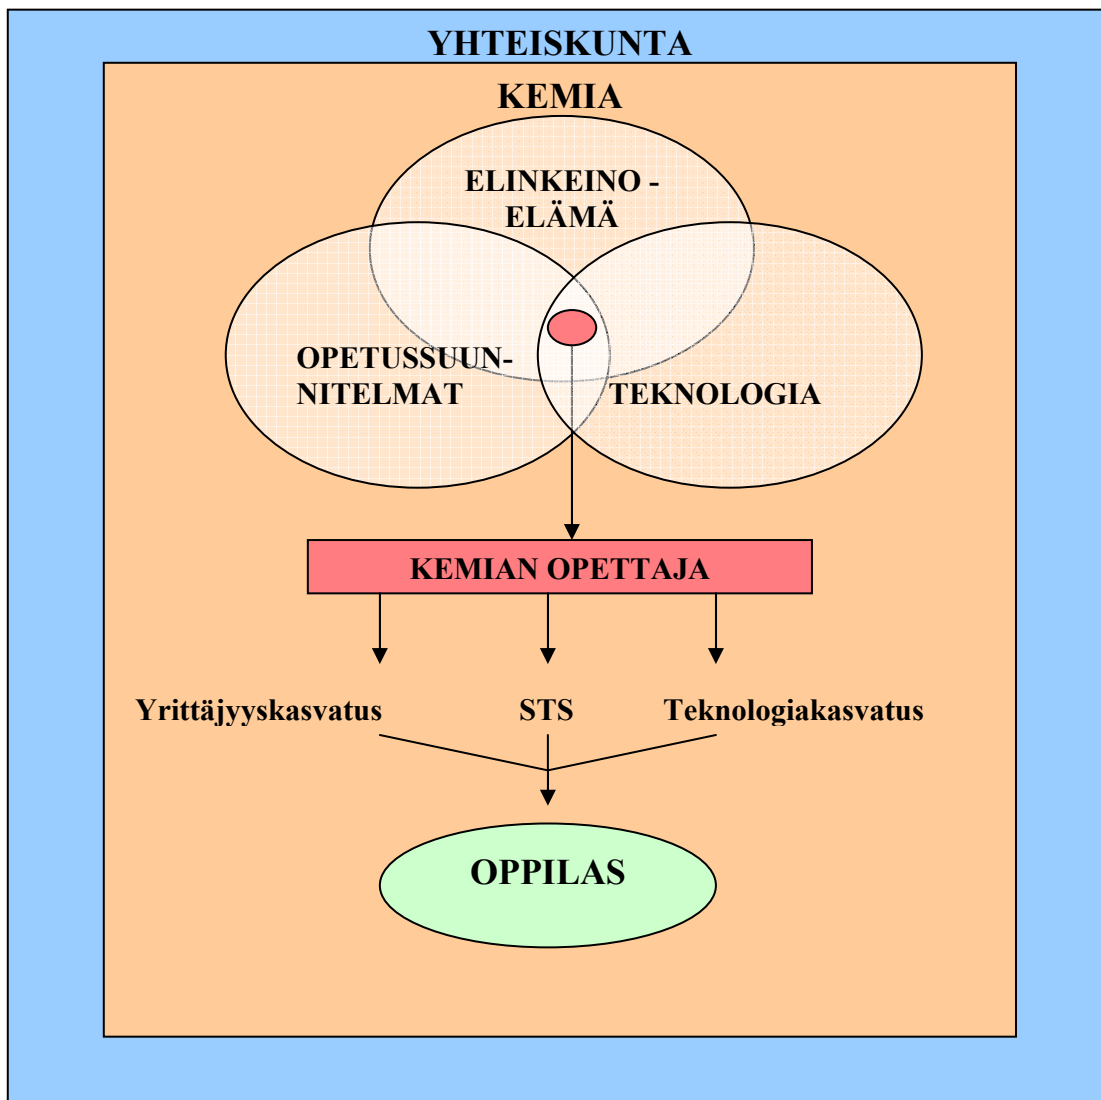 YHTEISKUNTA
KEMIA
ELINKEINO -
ELÄMÄ
OPETUSSUUN-
NITELMAT
TEKNOLOGIA
KEMIAN OPETTAJA
Yrittäjyyskasvatus STS Teknologiakasvatus
OPPILAS